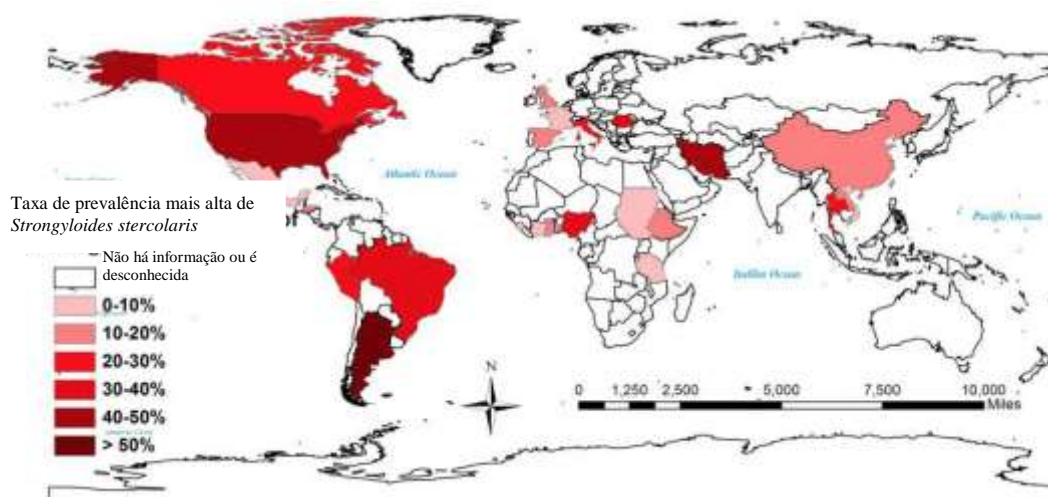 Atlantic Ocean
Taxa de prevalência mais alta de
Strongyloides stercolaris
Pacific Ocean
Não há informação ou é
desconhecida
Indian Ocean
0-10%
10-20%
20-30%
30-40%
40-50%
> 50%
N
0 1,250 2,500 5,000 7,500 10,000
Miles